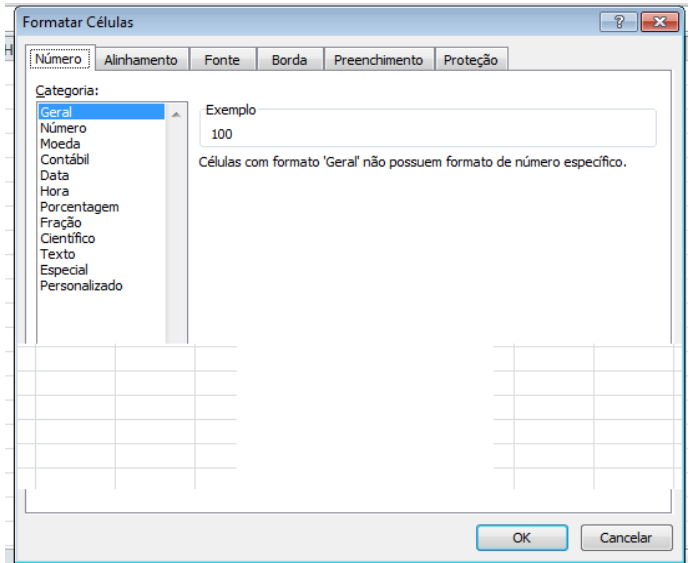 Formatar Células
H
Número Alinhamento Fonte Borda Preenchimento Proteção
Categoria:
Geral
Número
Moeda
Contábil
Data
Hora
Porcentagem
Fração
Científico
Texto
Especial
Personalizado
Exemplo
100
Células com formato 'Geral' não possuem formato de número específico.
OK Cancelar